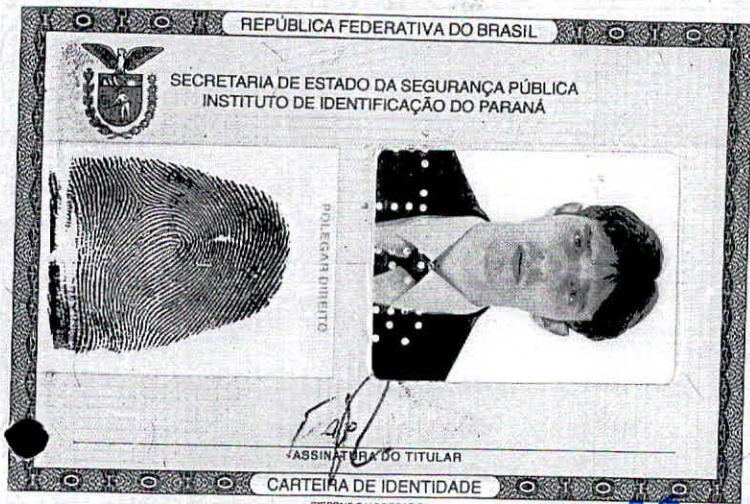 REPÚBLICA FEDERATIVA DO BRASIL
SECRETARIA DE ESTADO DA SEGURANÇA PÚBLICA
INSTITUTO DE IDENTIFICAÇÃO DO PARANÁ
POLEGAR DIREITO
ASSINATURA DO TITULAR
CARTEIRA DE IDENTIDADE